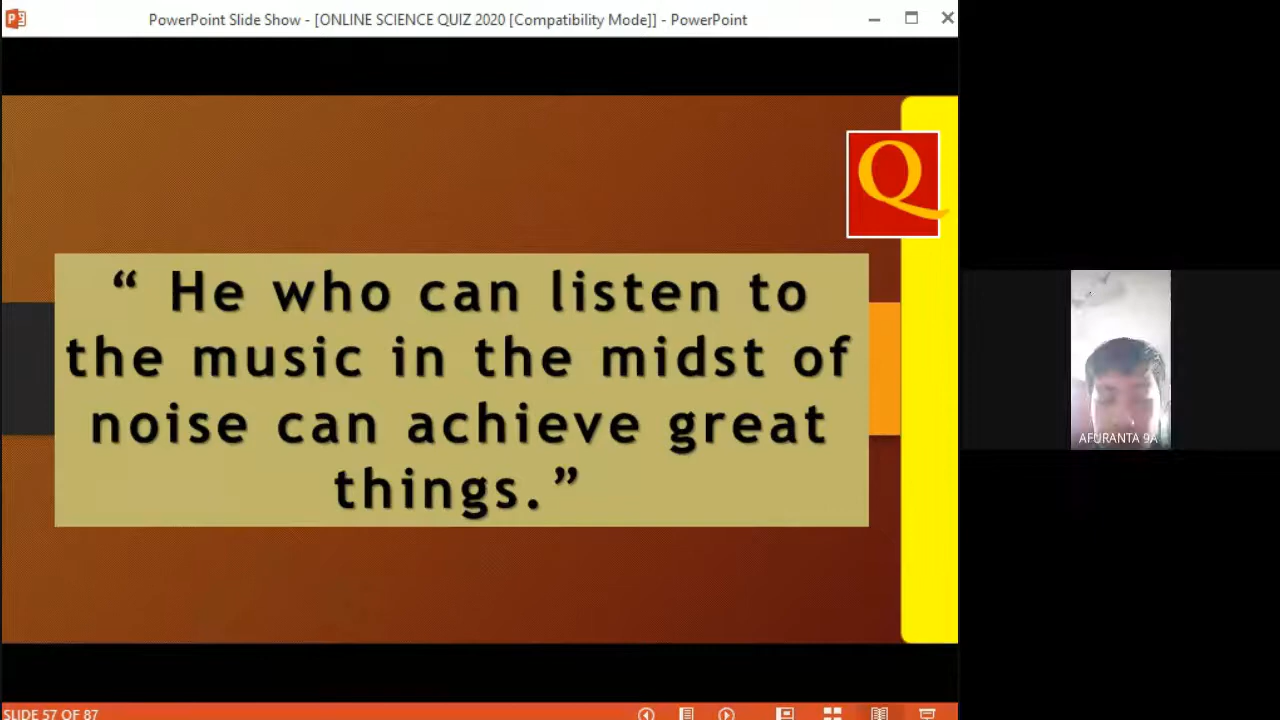 PowerPoint Slide Show - [ONLINE SCIENCE QUIZ 2020 [Compatibility Mode]] - PowerPoint
Q
“ He who can listen to
the music in the midst of
noise can achieve great
things.”
AFURANTA 9A
SLIDE 57 OF 87